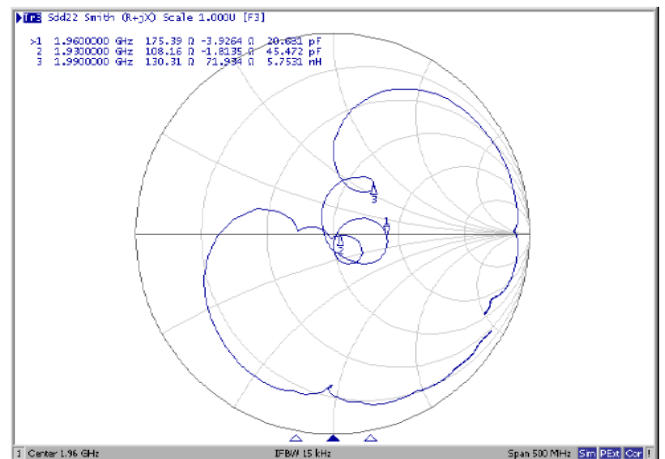 Tr3 Sdd22 Smith (R+jX) Scale 1.000U [F3]
>1 1.9600000 GHz 175.39 Ω -3.9264 Ω 20.681 pF
2 1.9300000 GHz 108.16 Ω -1.8135 Ω 45.472 pF
3 1.9900000 GHz 130.31 Ω 71.934 Ω 5.7531 nH
1
3
2
1 Center 1.96 GHz IFBW 15 kHz Span 500 MHz Sim PExt Cor !